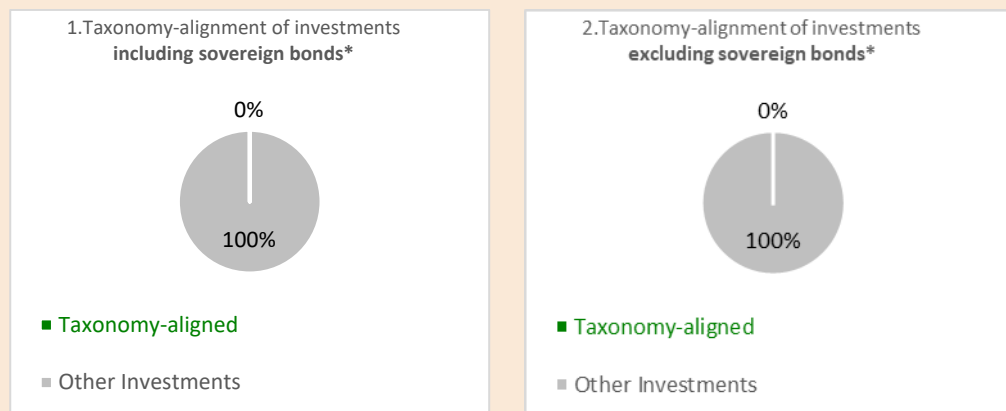 1.Taxonomy-alignment of investments
including sovereign bonds*
0%
100%
Taxonomy-aligned
Other Investments
2.Taxonomy-alignment of investments
excluding sovereign bonds*
0%
100%
Taxonomy-aligned
Other Investments